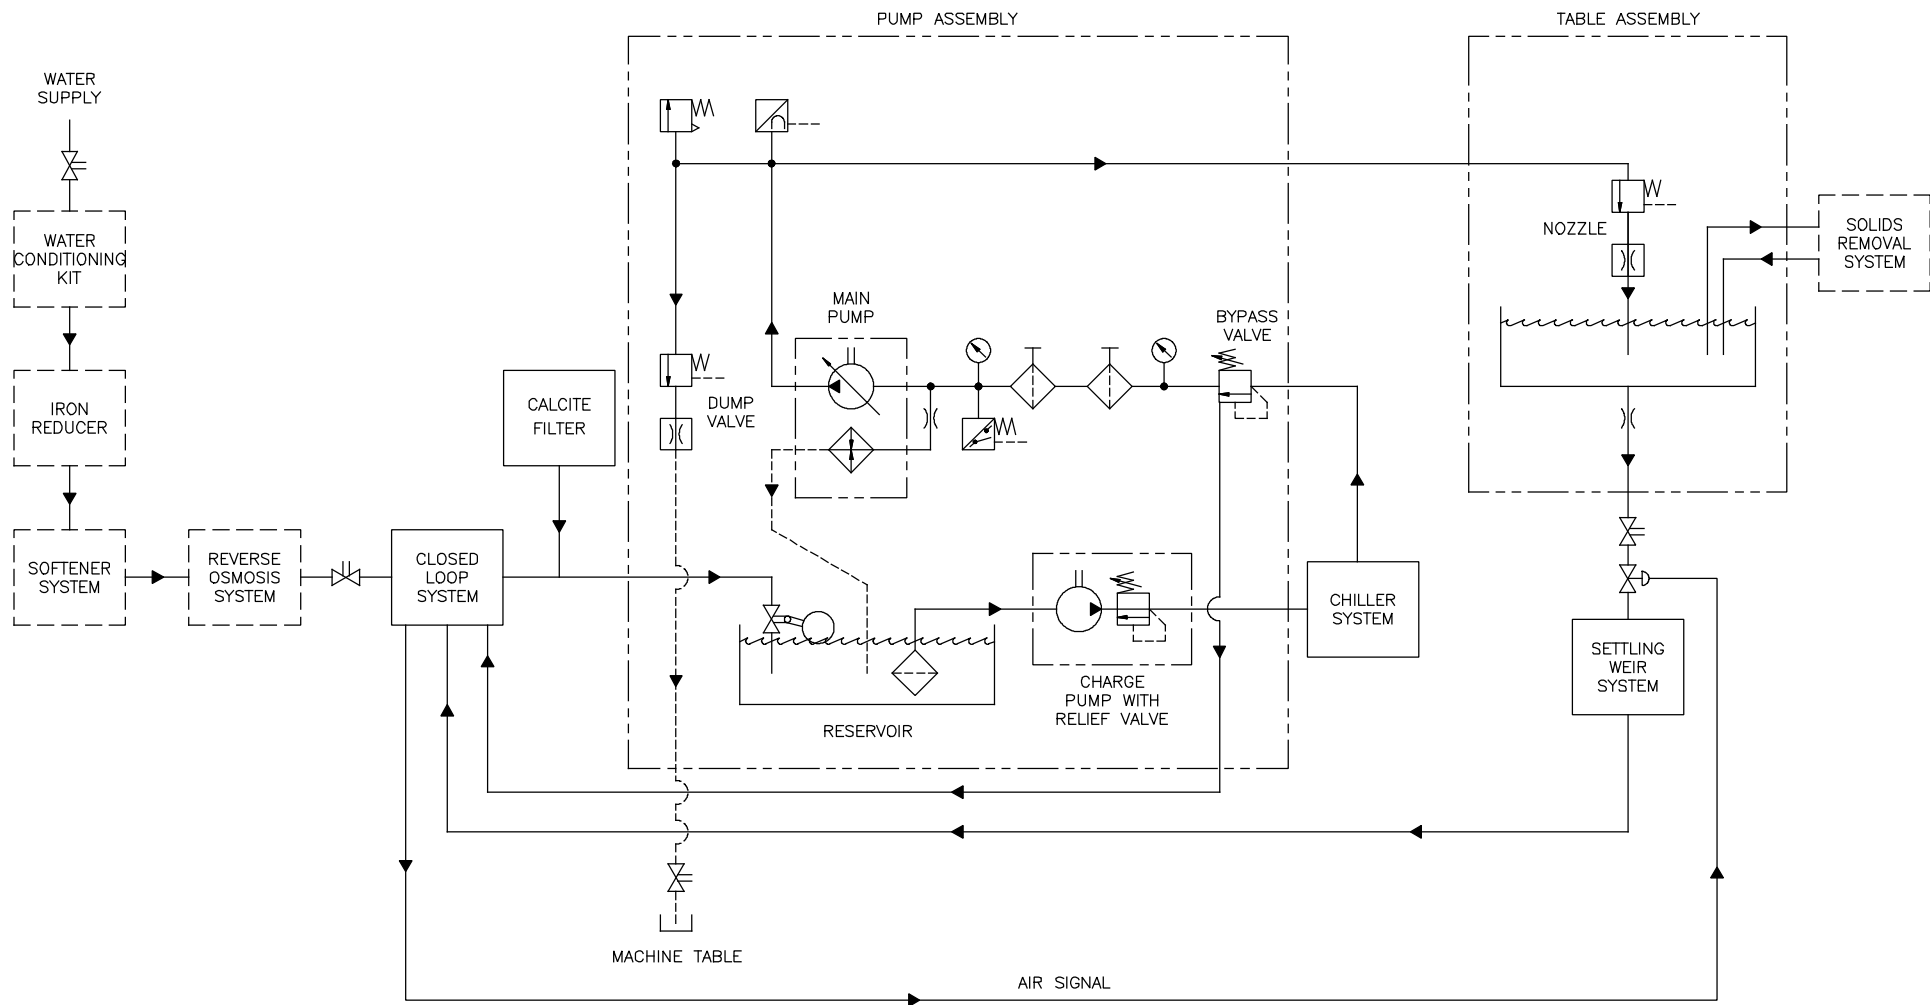 PUMP ASSEMBLY
TABLE ASSEMBLY
WATER
SUPPLY
WATER
CONDITIONING
KIT
IRON
REDUCER
SOFTENER
SYSTEM
REVERSE
OSMOSIS
SYSTEM
CALCITE
FILTER
CLOSED
LOOP
SYSTEM
DUMP
VALVE
MAIN
PUMP
BYPASS
VALVE
RESERVOIR
CHARGE
PUMP WITH
RELIEF VALVE
CHILLER
SYSTEM
NOZZLE
SOLIDS
REMOVAL
SYSTEM
SETTLING
WEIR
SYSTEM
MACHINE TABLE
AIR SIGNAL